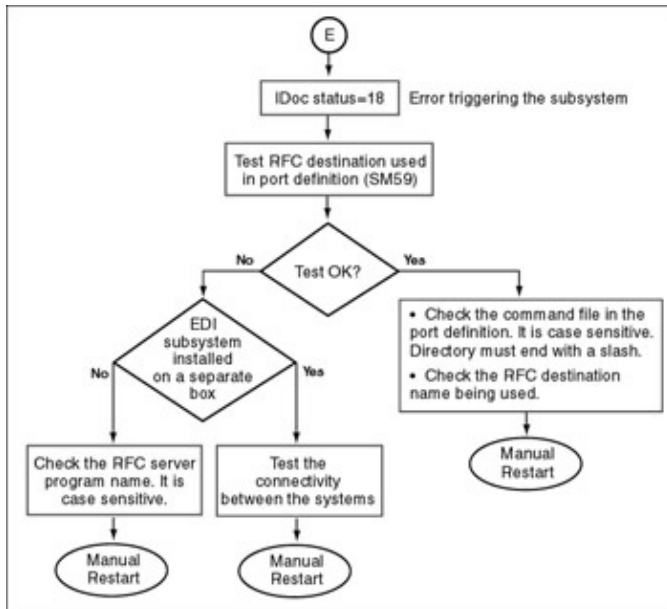 E
IDoc status=18
Error triggering the subsystem
Test RFC destination used
in port definition (SM59)
No
Yes
Test OK?
EDI
subsystem
installed
on a separate
box
No
Yes
• Check the command file in the
port definition. It is case sensitive.
Directory must end with a slash.
• Check the RFC destination
name being used.
Check the RFC server
program name. It is
case sensitive.
Test the
connectivity
between the systems
Manual
Restart
Manual
Restart
Manual
Restart